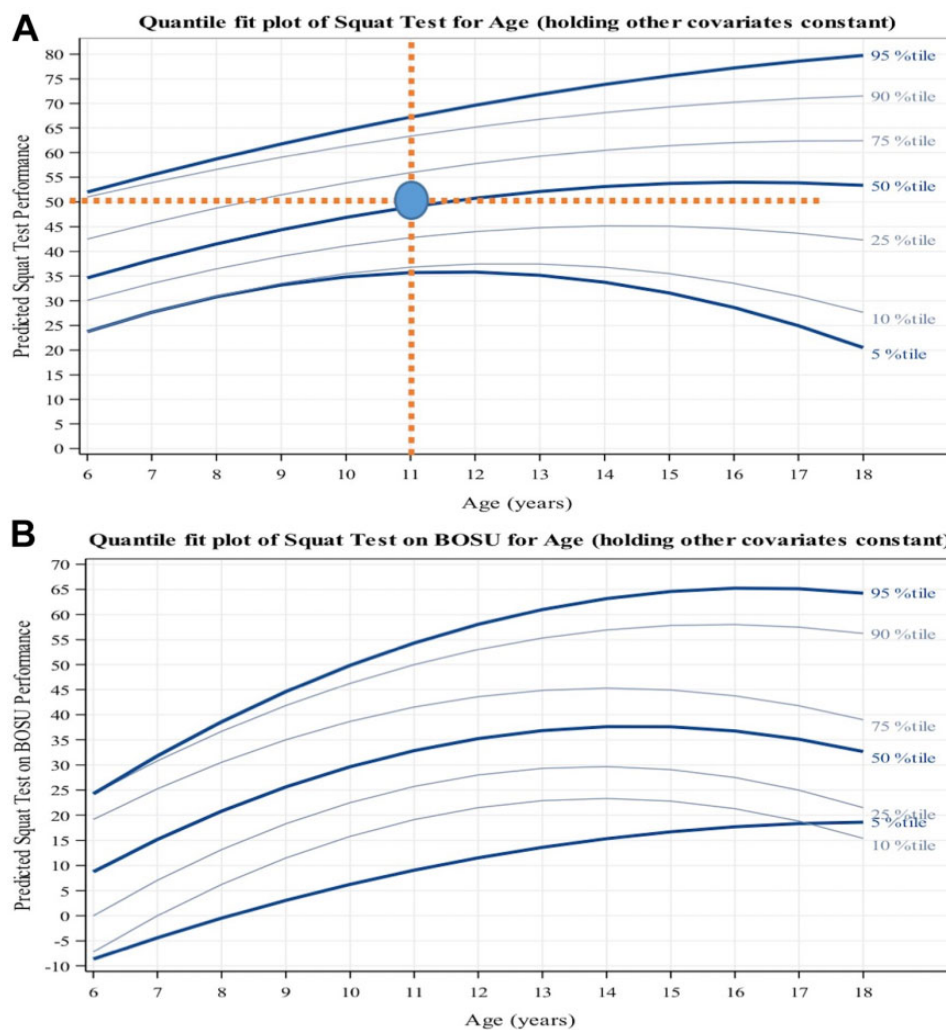 A
Quantile fit plot of Squat Test for Age (holding other covariates constant)
Predicted Squat Test Performance
80
75
70
65
60
55
50
45
40
35
30
25
20
15
10
5
0
95 %tile
90 %tile
75 %tile
50 %tile
25 %tile
10 %tile
5 %tile
6 7 8 9 10 11 12 13 14 15 16 17 18
Age (years)
B
Quantile fit plot of Squat Test on BOSU for Age (holding other covariates constant)
Predicted Squat Test on BOSU Performance
70
65
60
55
50
45
40
35
30
25
20
15
10
5
0
-5
-10
95 %tile
90 %tile
75 %tile
50 %tile
25 %tile
5 %tile
10 %tile
6 7 8 9 10 11 12 13 14 15 16 17 18
Age (years)